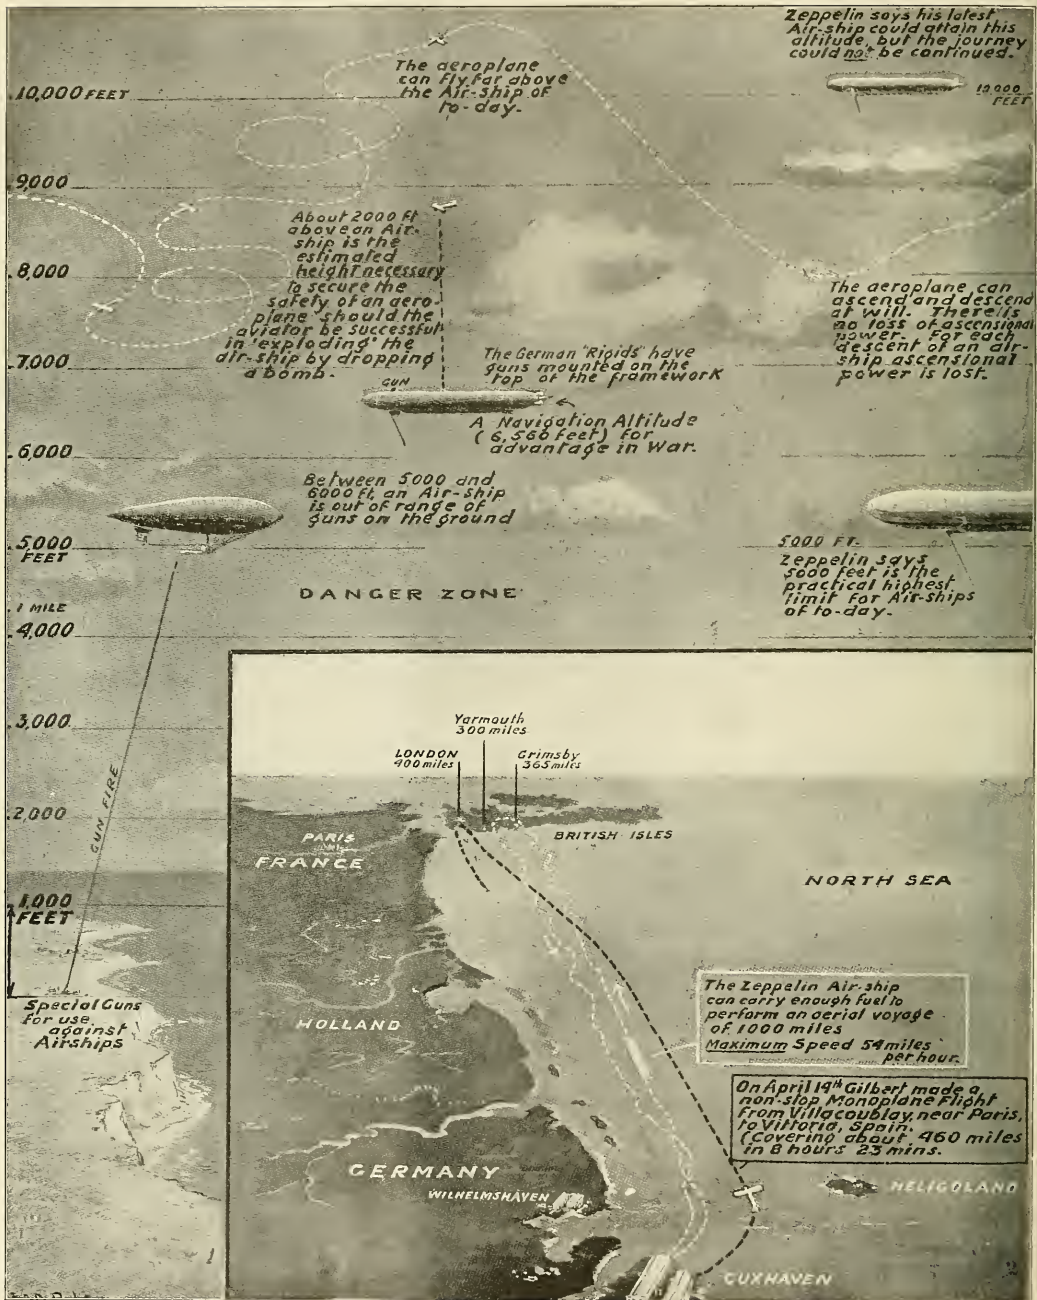 Zeppelin says his latest
Air-ship could attain this
altitude, but the journey
could not be continued.
The aeroplane
can fly far above
the Air-ship of
to-day.
10,000 FEET
10,000
FEET
9,000
About 2000 ft
above an Air-
ship is the
estimated
height necessary
to secure the
safety of an aero-
plane should the
aviator be successful
in 'exploding' the
air-ship by dropping
a bomb.
8,000
The aeroplane can
ascend and descend
at will. There is
no loss of ascensional
power. For each
descent of an air-
ship ascensional
power is lost.
7,000
The German "Rigids" have
guns mounted on the
top of the framework
GUN
A Navigation Altitude
(6,560 feet) for
advantage in War.
6,000
Between 5000 and
6000 ft, an Air-ship
is out of range of
guns on the ground
5,000
FEET
5000 FT.
Zeppelin says
5000 feet is the
practical highest
limit for Air-ships
of to-day.
DANGER ZONE
1 MILE
4,000
3,000
2,000
GUN FIRE
1,000
FEET
Special Guns
for use
against
Airships
Yarmouth
300 miles
LONDON
400 miles
Grimsby
365 miles
BRITISH ISLES
PARIS
FRANCE
NORTH SEA
The Zeppelin Air-ship
can carry enough fuel to
perform an aerial voyage
of 1000 miles
Maximum Speed 54 miles
per hour.
HOLLAND
On April 19th Gilbert made a
non-stop Monoplane Flight
from Villacoublay, near Paris,
to Vittoria, Spain.
(Covering about 460 miles
in 8 hours 23 mins.
GERMANY
WILHELMSHAVEN
HELIGOLAND
CUXHAVEN